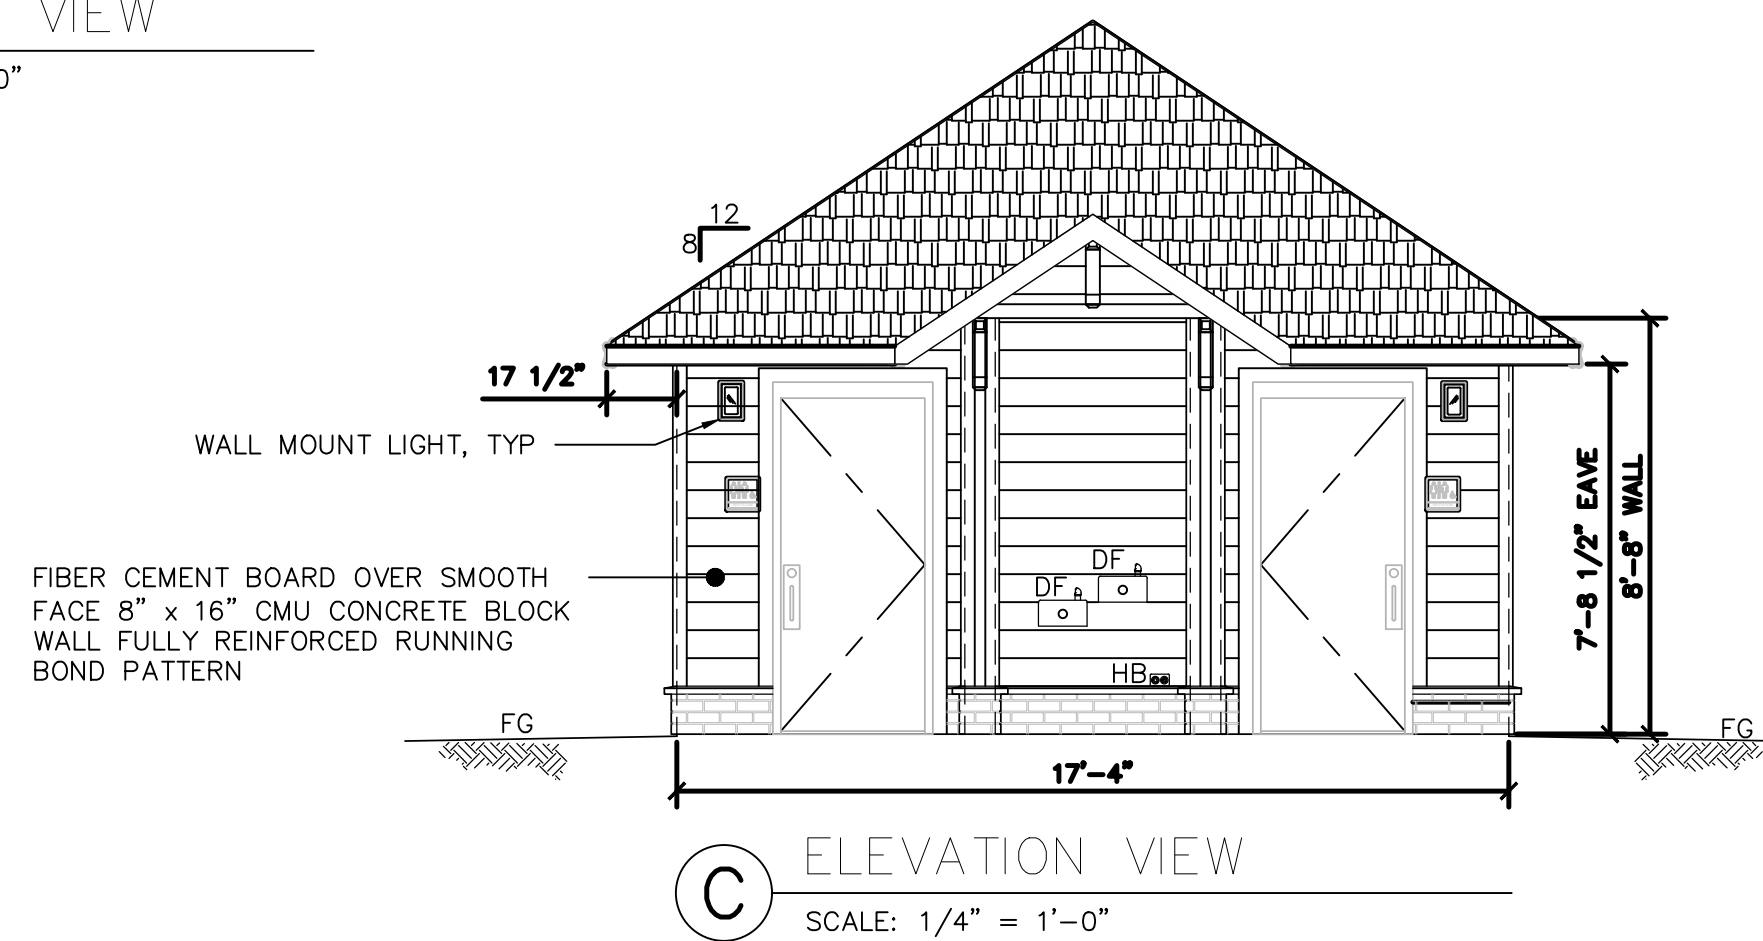 VIEW
0”
12
8
17 1/2”
WALL MOUNT LIGHT, TYP
FIBER CEMENT BOARD OVER SMOOTH
FACE 8” x 16” CMU CONCRETE BLOCK
WALL FULLY REINFORCED RUNNING
BOND PATTERN
DF
DF
HB
7’-8 1/2” EAVE
8’-8” WALL
FG
FG
17’-4”
C
ELEVATION VIEW
SCALE: 1/4” = 1’-0”